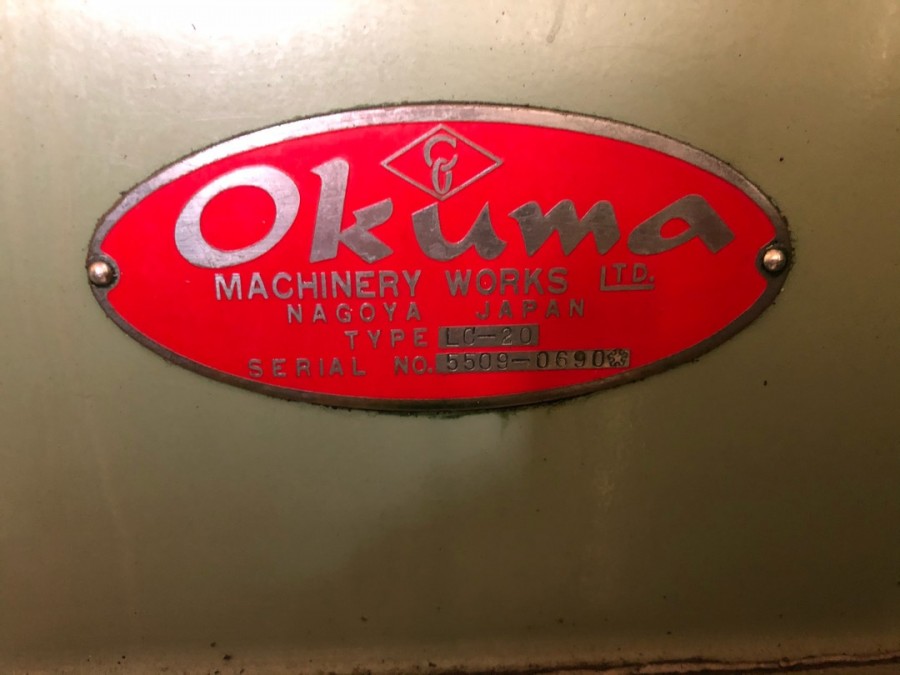 Okuma
MACHINERY WORKS LTD.
NAGOYA JAPAN
TYPE LC-20
SERIAL NO. 5509-0690